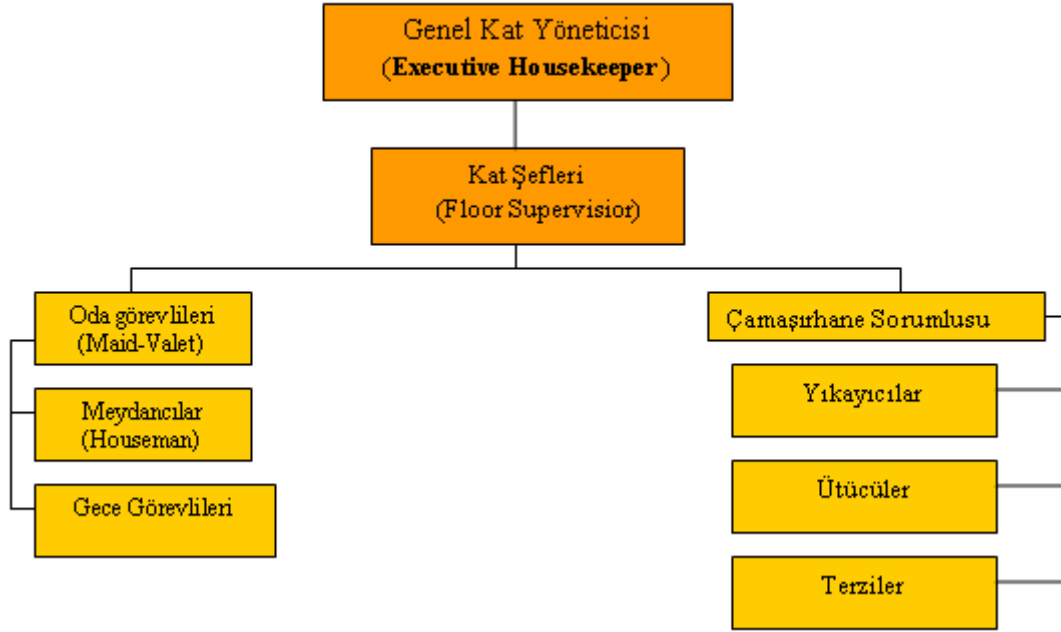 Genel Kat Yöneticisi
(Executive Housekeeper)
Kat Şefleri
(Floor Supervisior)
Oda görevlileri
(Maid-Valet)
Meydancılar
(Houseman)
Gece Görevlileri
Çamaşırhane Sorumlusu
Yıkayıcılar
Ütücüler
Terziler